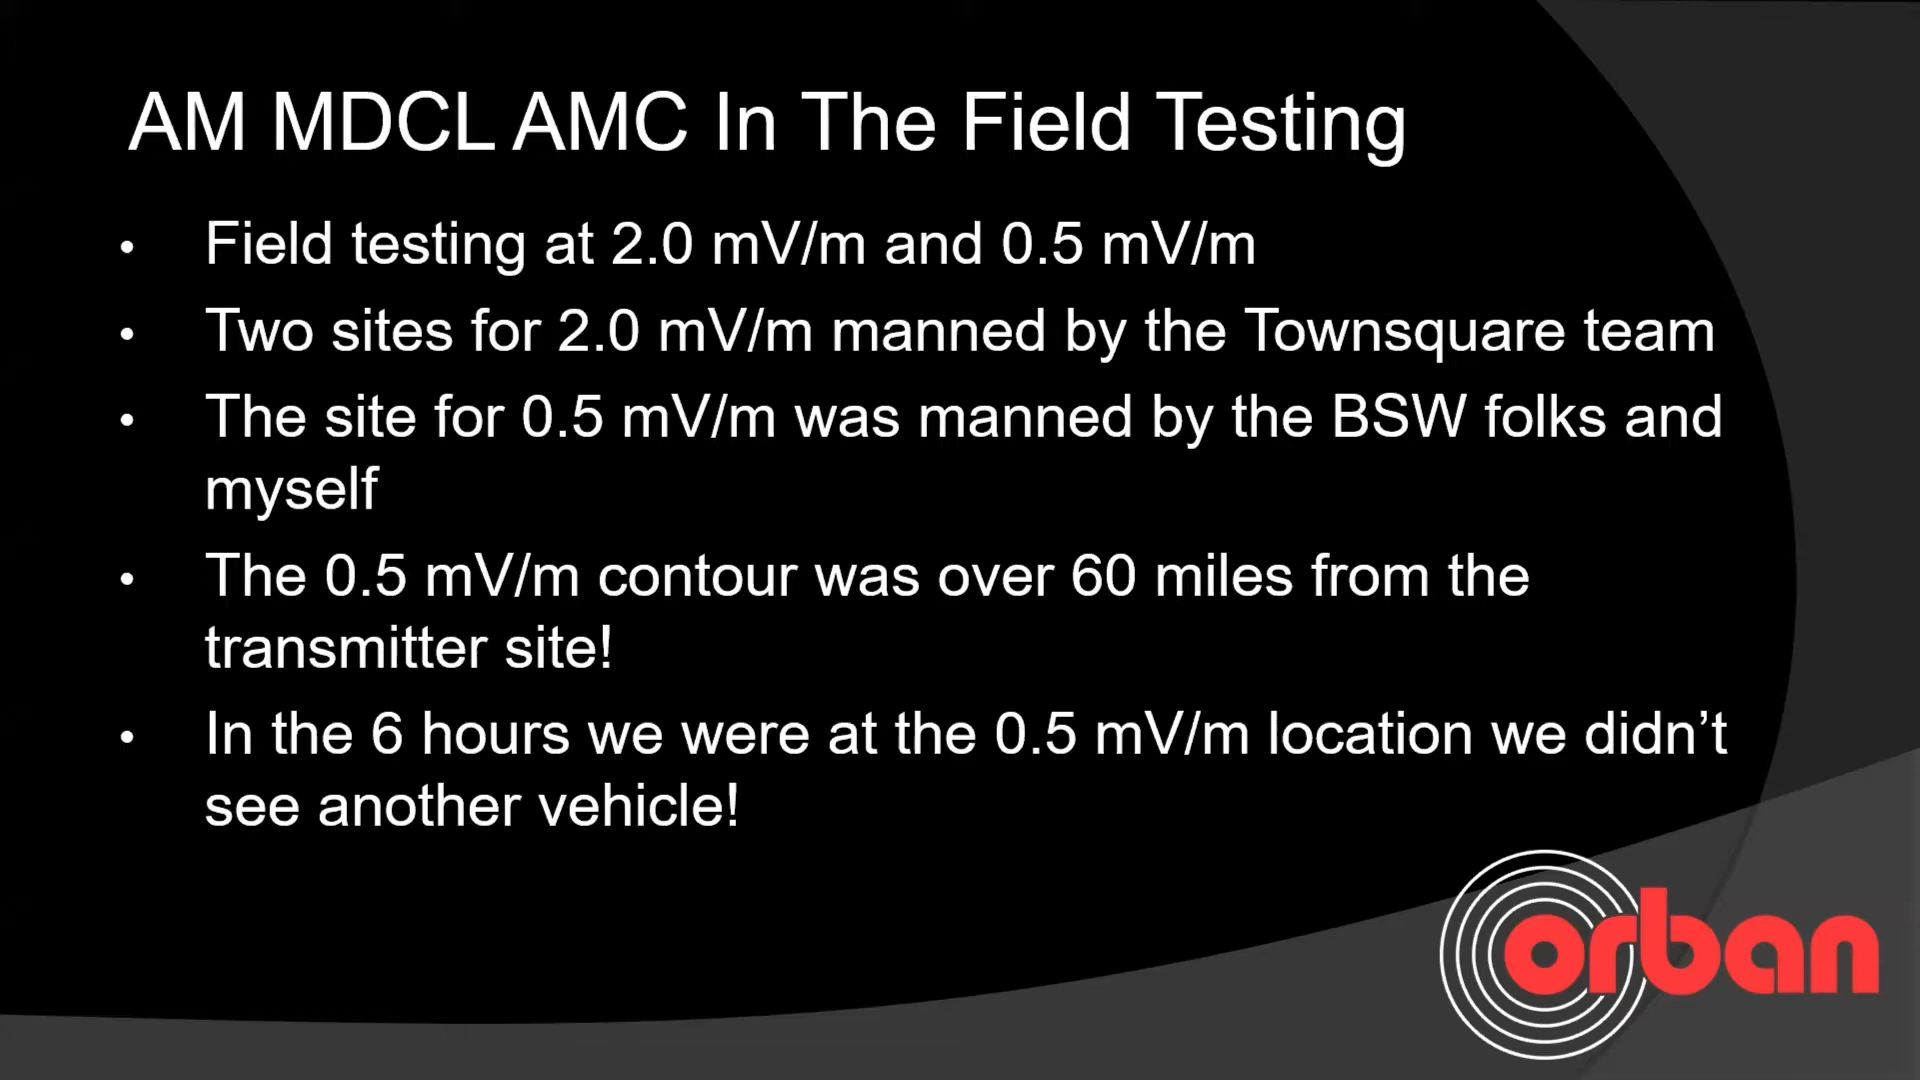 AM MDCL AMC In The Field Testing
• Field testing at 2.0 mV/m and 0.5 mV/m
• Two sites for 2.0 mV/m manned by the Townsquare team
• The site for 0.5 mV/m was manned by the BSW folks and
myself
• The 0.5 mV/m contour was over 60 miles from the
transmitter site!
• In the 6 hours we were at the 0.5 mV/m location we didn’t
see another vehicle!
orban